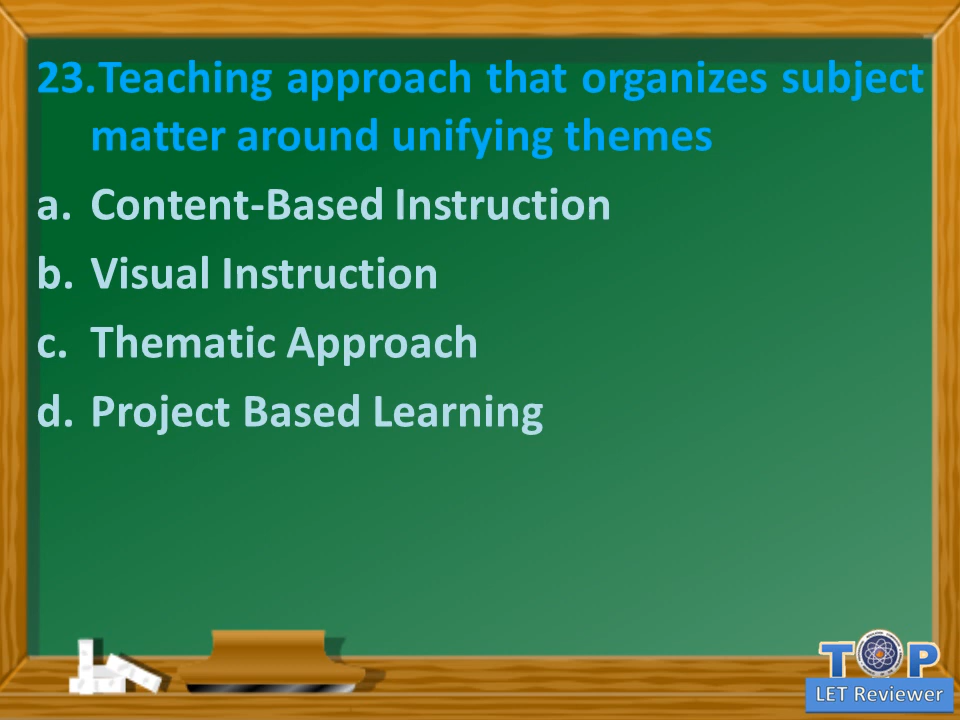 23.Teaching approach that organizes subject
matter around unifying themes
a. Content-Based Instruction
b. Visual Instruction
c. Thematic Approach
d. Project Based Learning
TOP
LET Reviewer